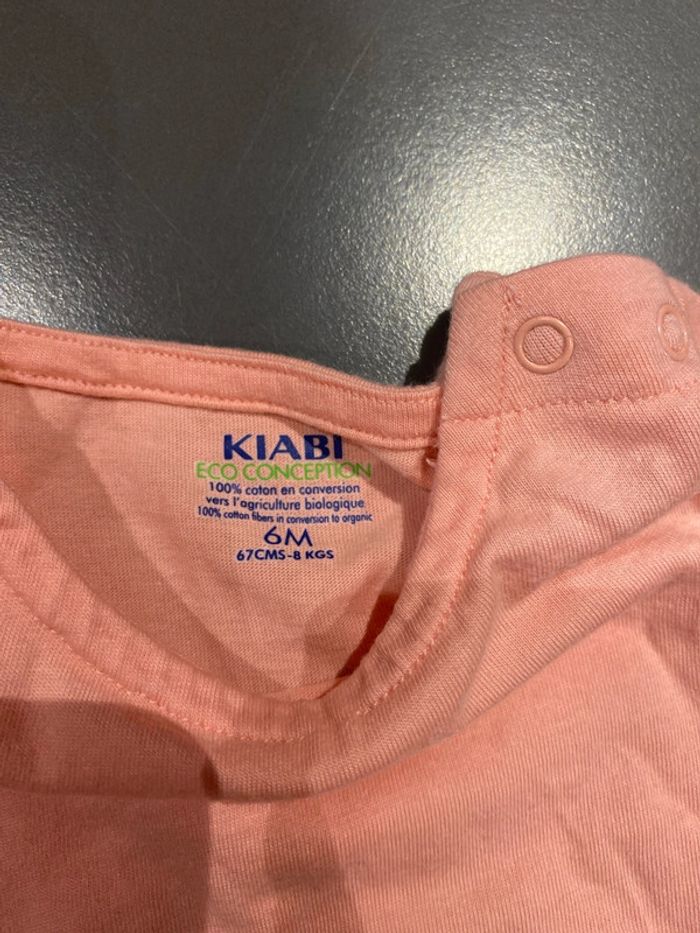 KIABI
ECO CONCEPTION
100% coton en conversion
vers l'agriculture biologique
100% cotton fibers in conversion to organic
6M
67CMS-8 KGS